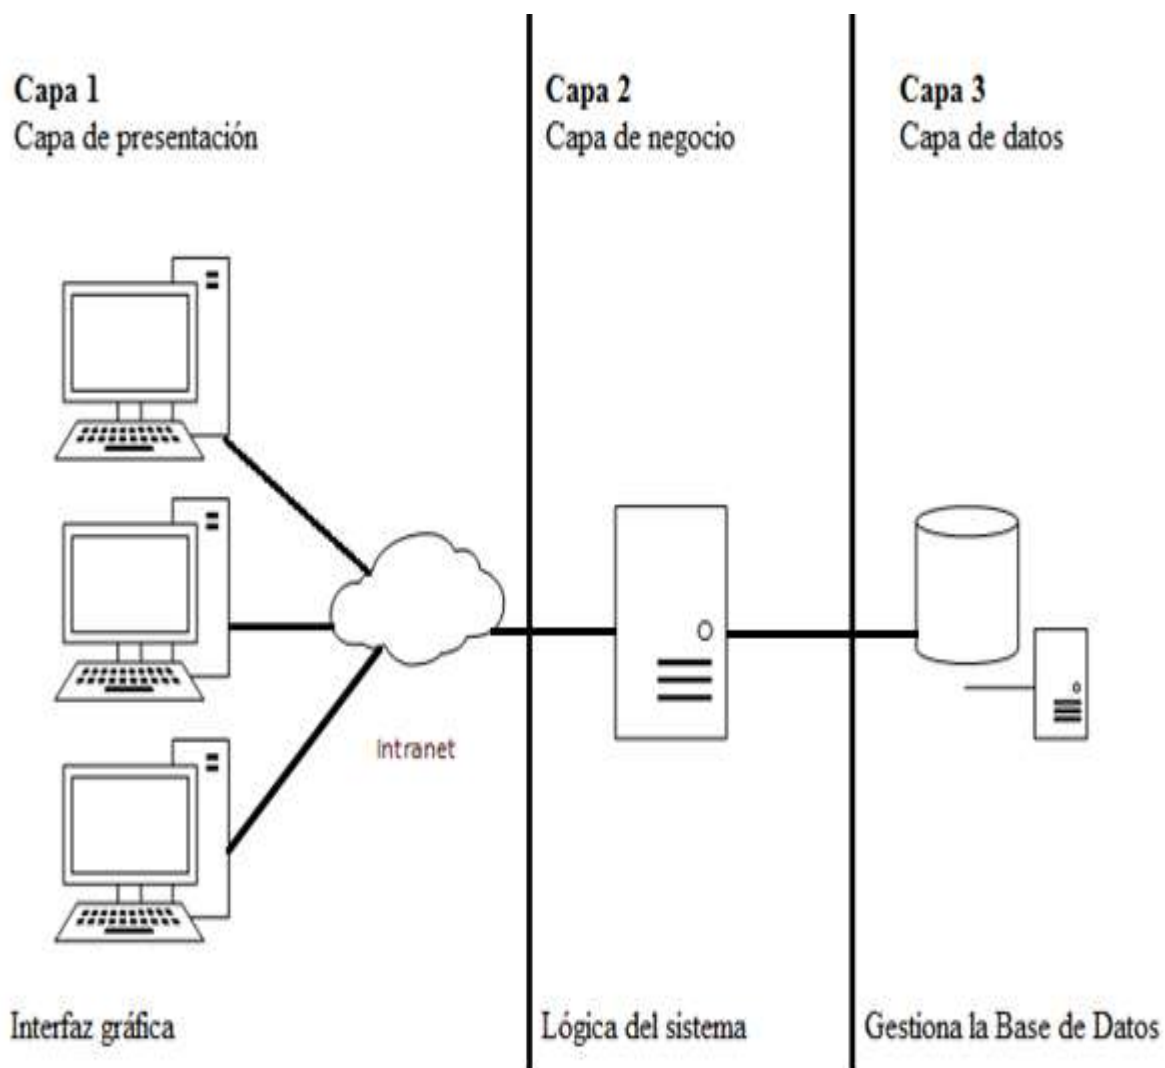 Capa 1
Capa de presentación
Capa 2
Capa de negocio
Capa 3
Capa de datos
Intranet
Interfaz gráfica
Lógica del sistema
Gestiona la Base de Datos